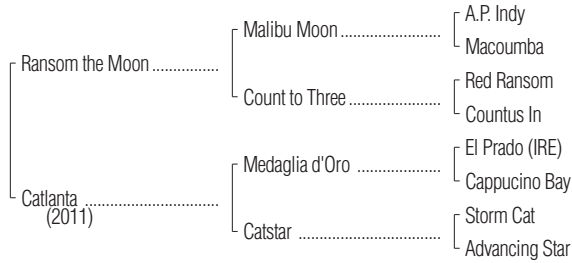 A.P. Indy
Malibu Moon
Macoumba
Ransom the Moon
Red Ransom
Count to Three
Countus In
El Prado (IRE)
Medaglia d'Oro
Cappucino Bay
Catlanta
(2011)
Storm Cat
Catstar
Advancing Star